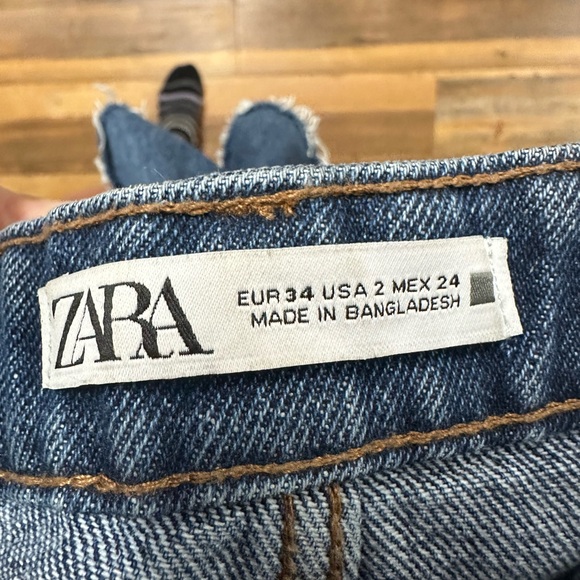 ZARA
EUR 34 USA 2 MEX 24
MADE IN BANGLADESH